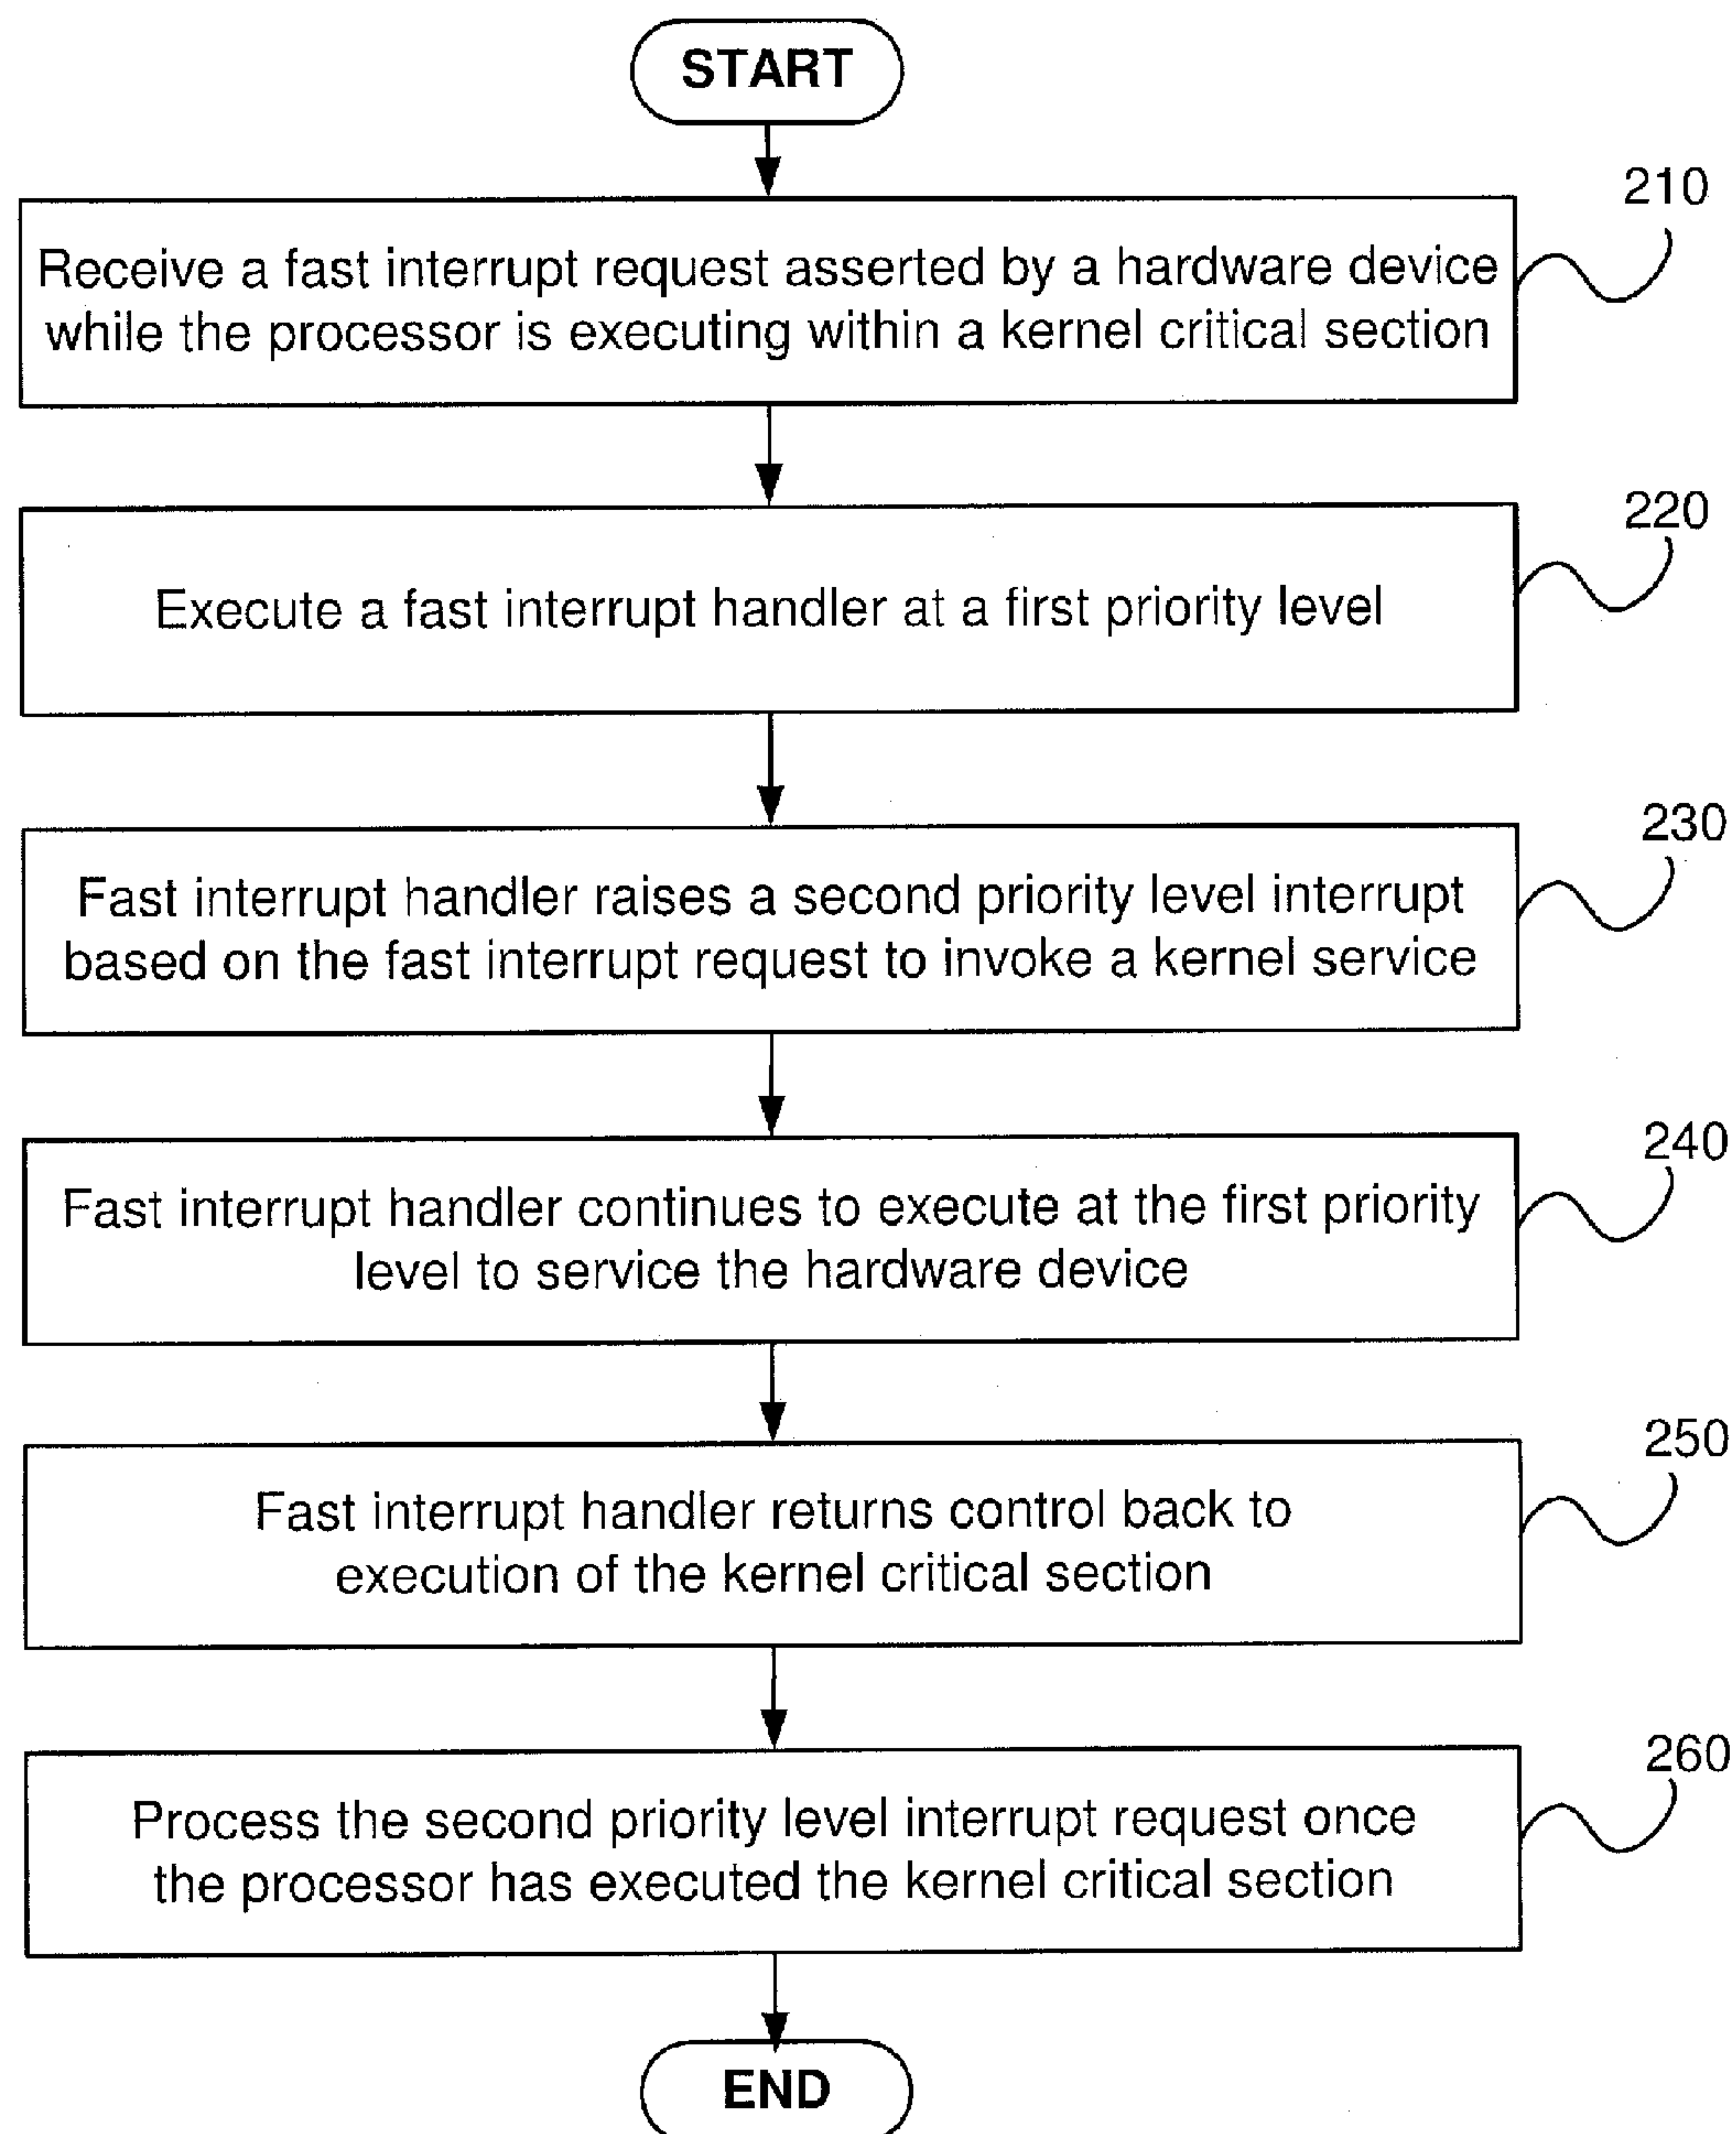 START
210
Receive a fast interrupt request asserted by a hardware device
while the processor is executing within a kernel critical section
220
Execute a fast interrupt handler at a first priority level
230
Fast interrupt handler raises a second priority level interrupt
based on the fast interrupt request to invoke a kernel service
240
Fast interrupt handler continues to execute at the first priority
level to service the hardware device
250
Fast interrupt handler returns control back to
execution of the kernel critical section
260
Process the second priority level interrupt request once
the processor has executed the kernel critical section
END